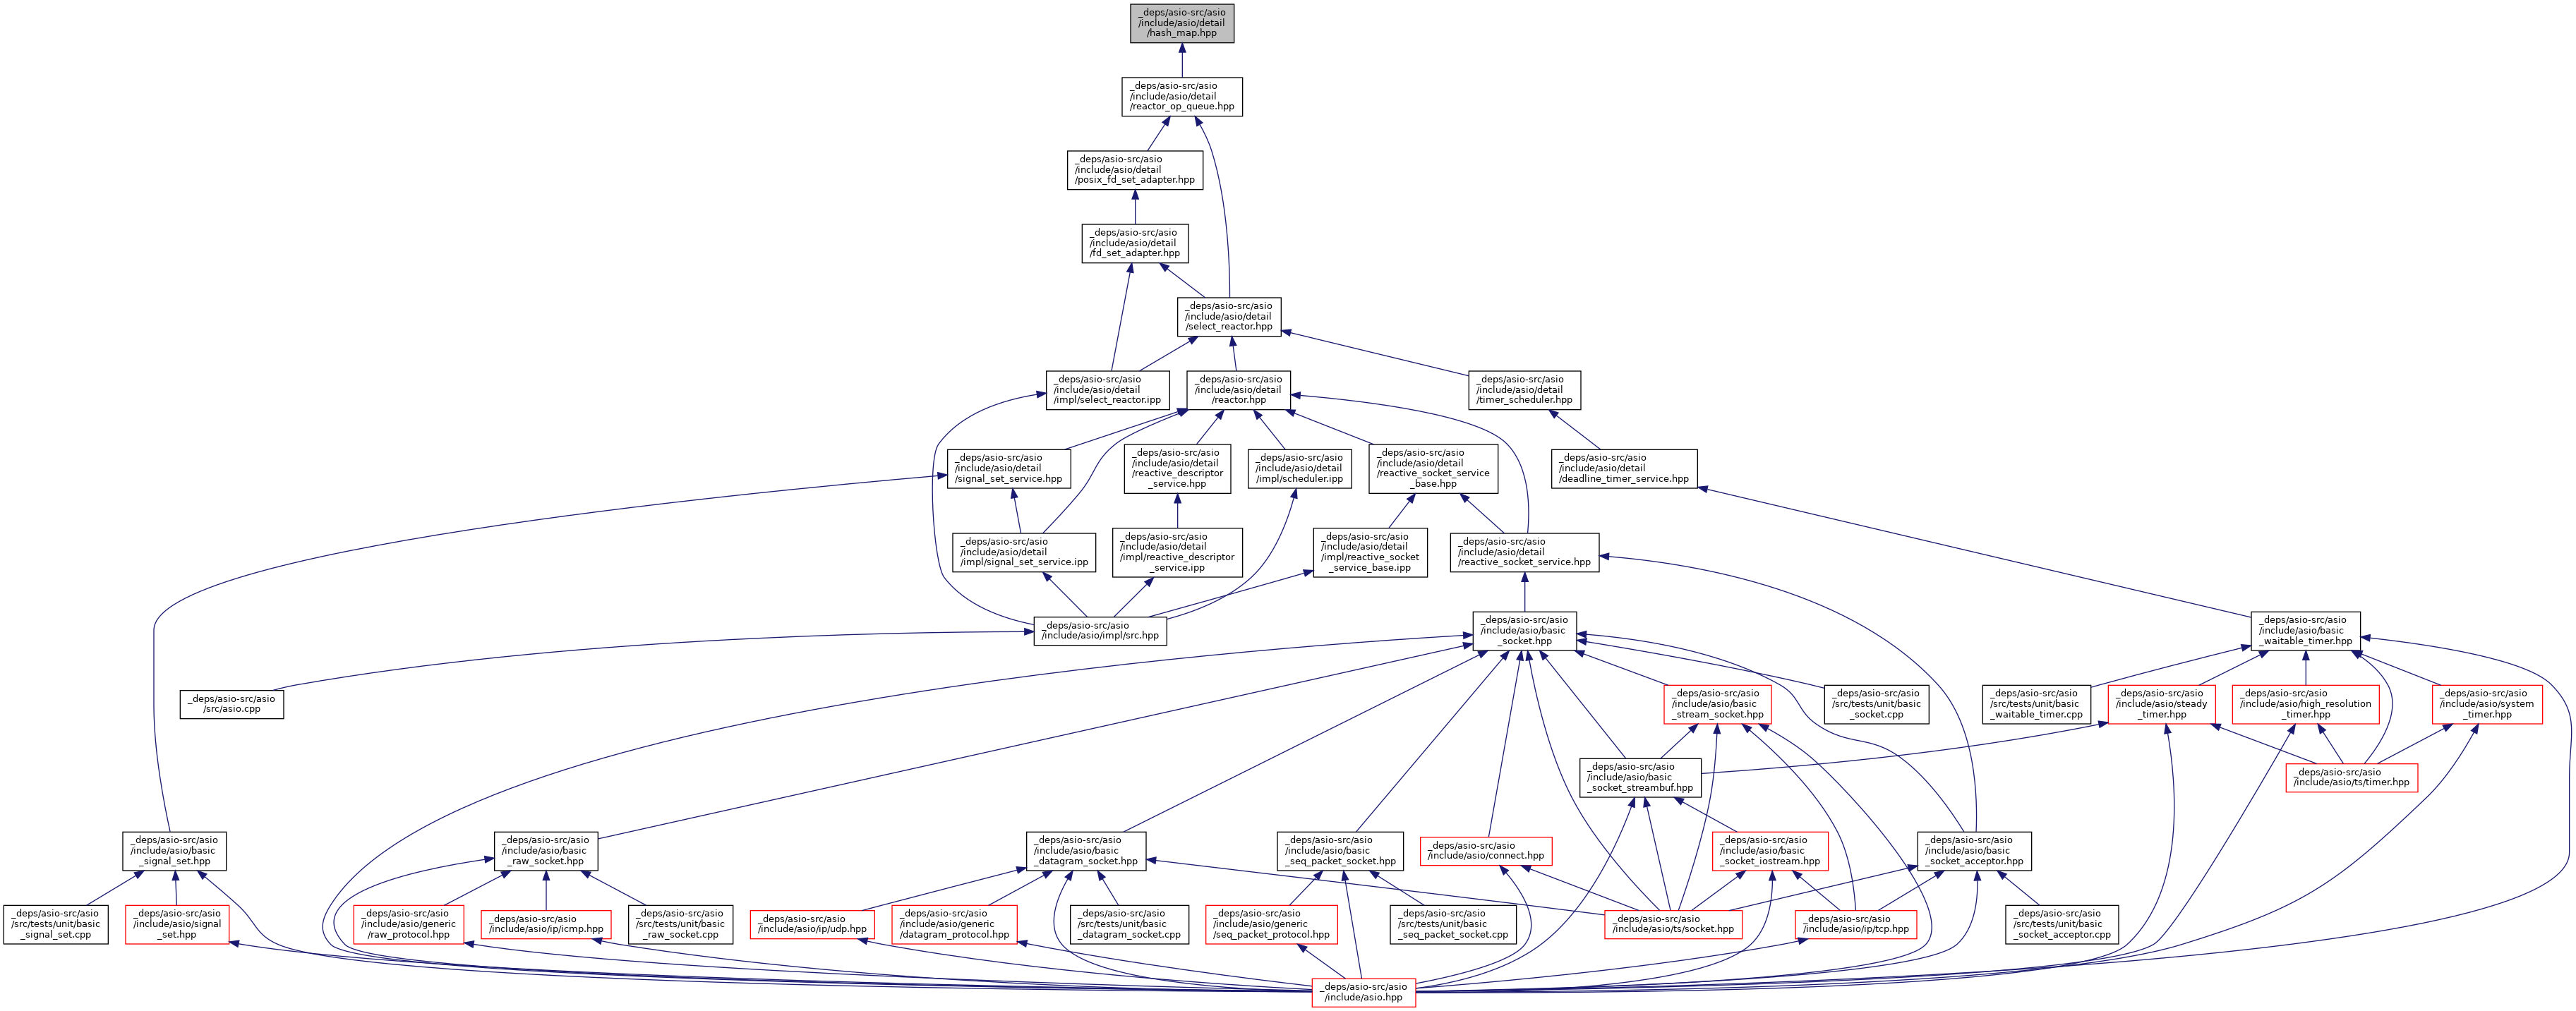 _deps/asio-src/asio
/include/asio/detail
/hash_map.hpp
_deps/asio-src/asio
/include/asio/detail
/reactor_op_queue.hpp
_deps/asio-src/asio
/include/asio/detail
/posix_fd_set_adapter.hpp
_deps/asio-src/asio
/include/asio/detail
/fd_set_adapter.hpp
_deps/asio-src/asio
/include/asio/detail
/select_reactor.hpp
_deps/asio-src/asio
/include/asio/detail
/impl/select_reactor.ipp
_deps/asio-src/asio
/include/asio/detail
/reactor.hpp
_deps/asio-src/asio
/include/asio/detail
/timer_scheduler.hpp
_deps/asio-src/asio
/include/asio/detail
/signal_set_service.hpp
_deps/asio-src/asio
/include/asio/detail
/reactive_descriptor
_service.hpp
_deps/asio-src/asio
/include/asio/detail
/impl/scheduler.ipp
_deps/asio-src/asio
/include/asio/detail
/reactive_socket_service
_base.hpp
_deps/asio-src/asio
/include/asio/detail
/deadline_timer_service.hpp
_deps/asio-src/asio
/include/asio/detail
/impl/signal_set_service.ipp
_deps/asio-src/asio
/include/asio/detail
/impl/reactive_descriptor
_service.ipp
_deps/asio-src/asio
/include/asio/detail
/impl/reactive_socket
_service_base.ipp
_deps/asio-src/asio
/include/asio/detail
/reactive_socket_service.hpp
_deps/asio-src/asio
/include/asio/impl/src.hpp
_deps/asio-src/asio
/include/asio/basic
_socket.hpp
_deps/asio-src/asio
/include/asio/basic
_waitable_timer.hpp
_deps/asio-src/asio
/src/asio.cpp
_deps/asio-src/asio
/include/asio/basic
_stream_socket.hpp
_deps/asio-src/asio
/src/tests/unit/basic
_socket.cpp
_deps/asio-src/asio
/src/tests/unit/basic
_waitable_timer.cpp
_deps/asio-src/asio
/include/asio/steady
_timer.hpp
_deps/asio-src/asio
/include/asio/high_resolution
_timer.hpp
_deps/asio-src/asio
/include/asio/system
_timer.hpp
_deps/asio-src/asio
/include/asio/basic
_socket_streambuf.hpp
_deps/asio-src/asio
/include/asio/ts/timer.hpp
_deps/asio-src/asio
/include/asio/basic
_signal_set.hpp
_deps/asio-src/asio
/include/asio/basic
_raw_socket.hpp
_deps/asio-src/asio
/include/asio/basic
_datagram_socket.hpp
_deps/asio-src/asio
/include/asio/basic
_seq_packet_socket.hpp
_deps/asio-src/asio
/include/asio/connect.hpp
_deps/asio-src/asio
/include/asio/basic
_socket_iostream.hpp
_deps/asio-src/asio
/include/asio/basic
_socket_acceptor.hpp
_deps/asio-src/asio
/src/tests/unit/basic
_signal_set.cpp
_deps/asio-src/asio
/include/asio/signal
_set.hpp
_deps/asio-src/asio
/include/asio/generic
/raw_protocol.hpp
_deps/asio-src/asio
/include/asio/ip/icmp.hpp
_deps/asio-src/asio
/src/tests/unit/basic
_raw_socket.cpp
_deps/asio-src/asio
/include/asio/ip/udp.hpp
_deps/asio-src/asio
/include/asio/generic
/datagram_protocol.hpp
_deps/asio-src/asio
/src/tests/unit/basic
_datagram_socket.cpp
_deps/asio-src/asio
/include/asio/generic
/seq_packet_protocol.hpp
_deps/asio-src/asio
/src/tests/unit/basic
_seq_packet_socket.cpp
_deps/asio-src/asio
/include/asio/ts/socket.hpp
_deps/asio-src/asio
/include/asio/ip/tcp.hpp
_deps/asio-src/asio
/src/tests/unit/basic
_socket_acceptor.cpp
_deps/asio-src/asio
/include/asio.hpp